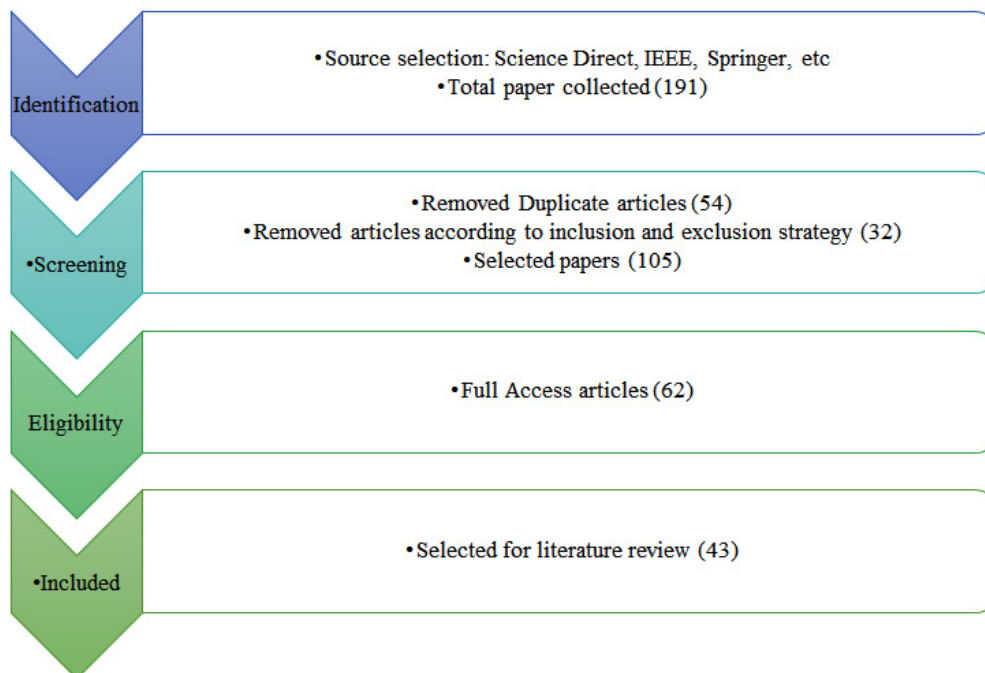 Identification
•Source selection: Science Direct, IEEE, Springer, etc
•Total paper collected (191)
•Screening
•Removed Duplicate articles (54)
•Removed articles according to inclusion and exclusion strategy (32)
•Selected papers (105)
Eligibility
•Full Access articles (62)
•Included
•Selected for literature review (43)